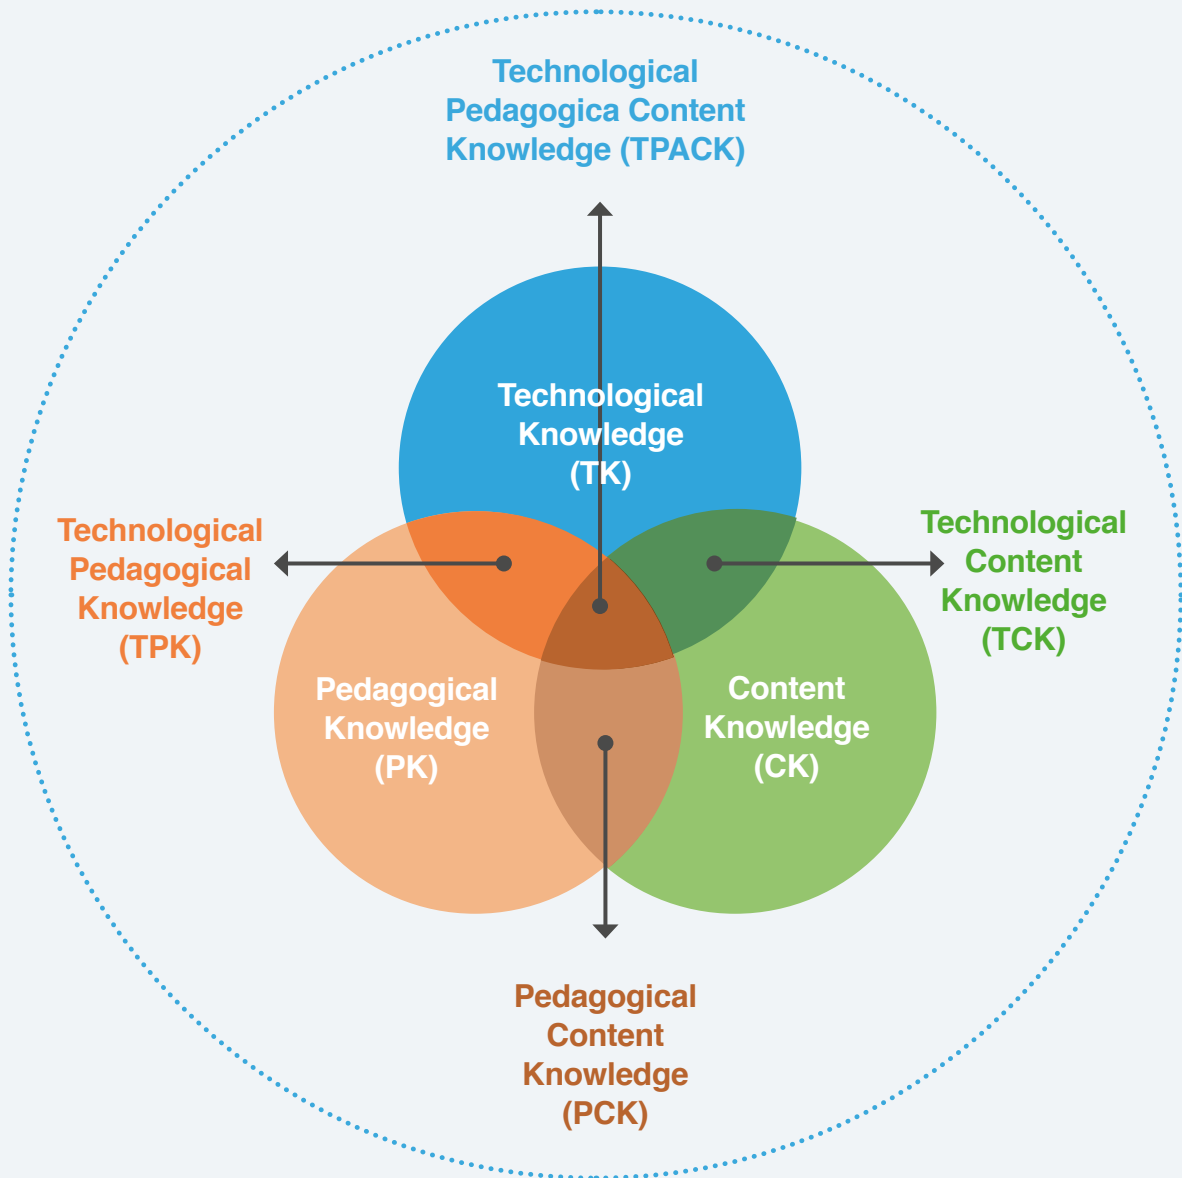 Technological
Pedagogica Content
Knowledge (TPACK)
Technological
Knowledge
(TK)
Technological
Pedagogical
Knowledge
(TPK)
Technological
Content
Knowledge
(TCK)
Pedagogical
Knowledge
(PK)
Content
Knowledge
(CK)
Pedagogical
Content
Knowledge
(PCK)